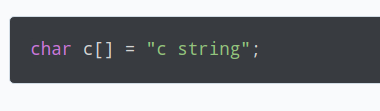 char c[] = "c string";